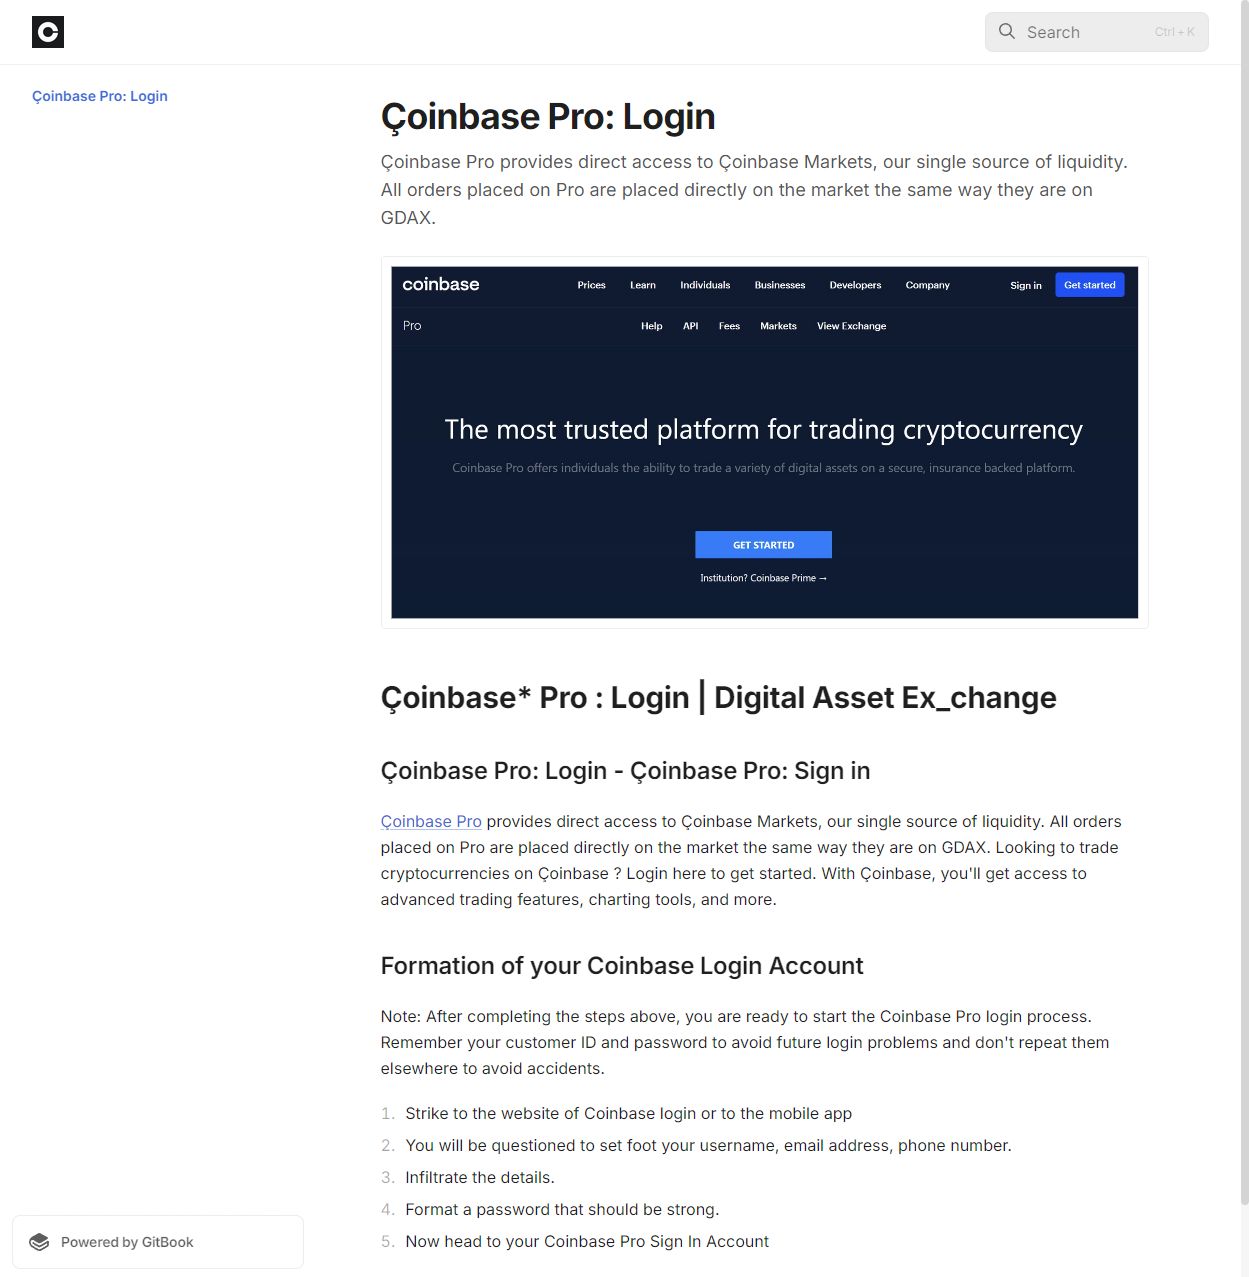 Search
Ctrl + K
Çoinbase Pro: Login
Çoinbase Pro: Login
Çoinbase Pro provides direct access to Çoinbase Markets, our single source of liquidity.
All orders placed on Pro are placed directly on the market the same way they are on
GDAX.
coinbase
Prices Learn Individuals Businesses Developers Company
Sign in Get started
Pro
Help API Fees Markets View Exchange
The most trusted platform for trading cryptocurrency
Coinbase Pro offers individuals the ability to trade a variety of digital assets on a secure, insurance backed platform.
GET STARTED
Institution? Coinbase Prime →
Çoinbase* Pro : Login | Digital Asset Ex_change
Çoinbase Pro: Login - Çoinbase Pro: Sign in
Çoinbase Pro provides direct access to Çoinbase Markets, our single source of liquidity. All orders
placed on Pro are placed directly on the market the same way they are on GDAX. Looking to trade
cryptocurrencies on Çoinbase ? Login here to get started. With Çoinbase, you'll get access to
advanced trading features, charting tools, and more.
Formation of your Coinbase Login Account
Note: After completing the steps above, you are ready to start the Coinbase Pro login process.
Remember your customer ID and password to avoid future login problems and don't repeat them
elsewhere to avoid accidents.
1. Strike to the website of Coinbase login or to the mobile app
2. You will be questioned to set foot your username, email address, phone number.
3. Infiltrate the details.
4. Format a password that should be strong.
5. Now head to your Coinbase Pro Sign In Account
Powered by GitBook